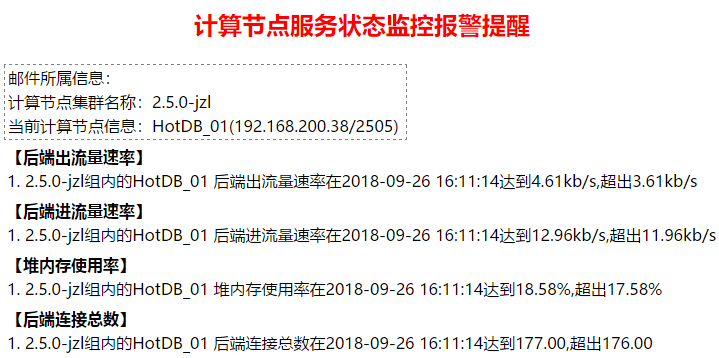 计算节点服务状态监控报警提醒
邮件所属信息：
计算节点集群名称：2.5.0-jzl
当前计算节点信息：HotDB_01(192.168.200.38/2505)
【后端出流量速率】
1. 2.5.0-jzl组内的HotDB_01 后端出流量速率在2018-09-26 16:11:14达到4.61kb/s,超出3.61kb/s
【后端进流量速率】
1. 2.5.0-jzl组内的HotDB_01 后端进流量速率在2018-09-26 16:11:14达到12.96kb/s,超出11.96kb/s
【堆内存使用率】
1. 2.5.0-jzl组内的HotDB_01 堆内存使用率在2018-09-26 16:11:14达到18.58%,超出17.58%
【后端连接总数】
1. 2.5.0-jzl组内的HotDB_01 后端连接总数在2018-09-26 16:11:14达到177.00,超出176.00